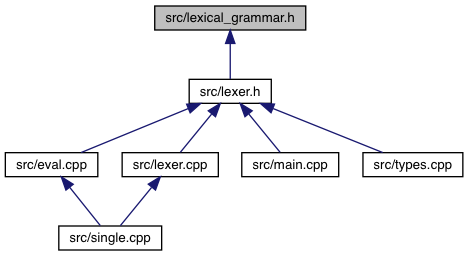 src/lexical_grammar.h
src/lexer.h
src/eval.cpp
src/lexer.cpp
src/main.cpp
src/types.cpp
src/single.cpp